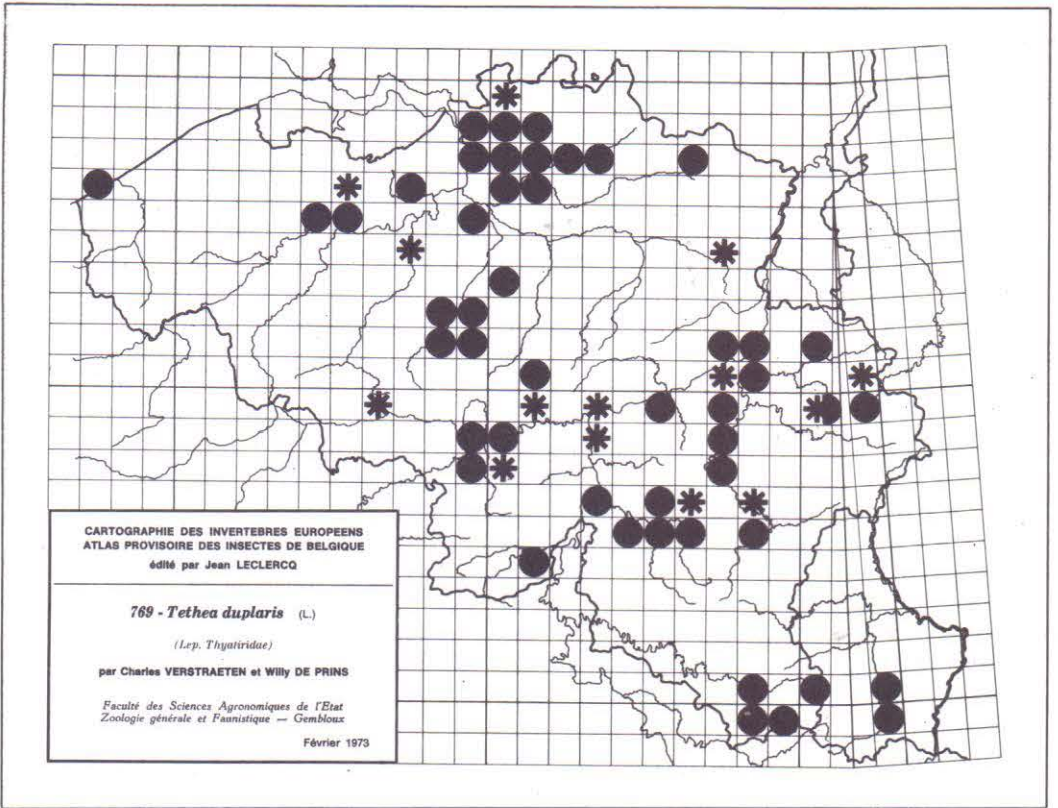 CARTOGRAPHIE DES INVERTEBRES EUROPEENS
ATLAS PROVISOIRE DES INSECTES DE BELGIQUE
édité par Jean LECLERCQ
769 - Tethea duplaris (L.)
(Lep. Thyatiridae)
par Charles VERSTRAETEN et Willy DE PRINS
Faculté des Sciences Agronomiques de l'Etat
Zoologie générale et Faunistique — Gembloux
Février 1973